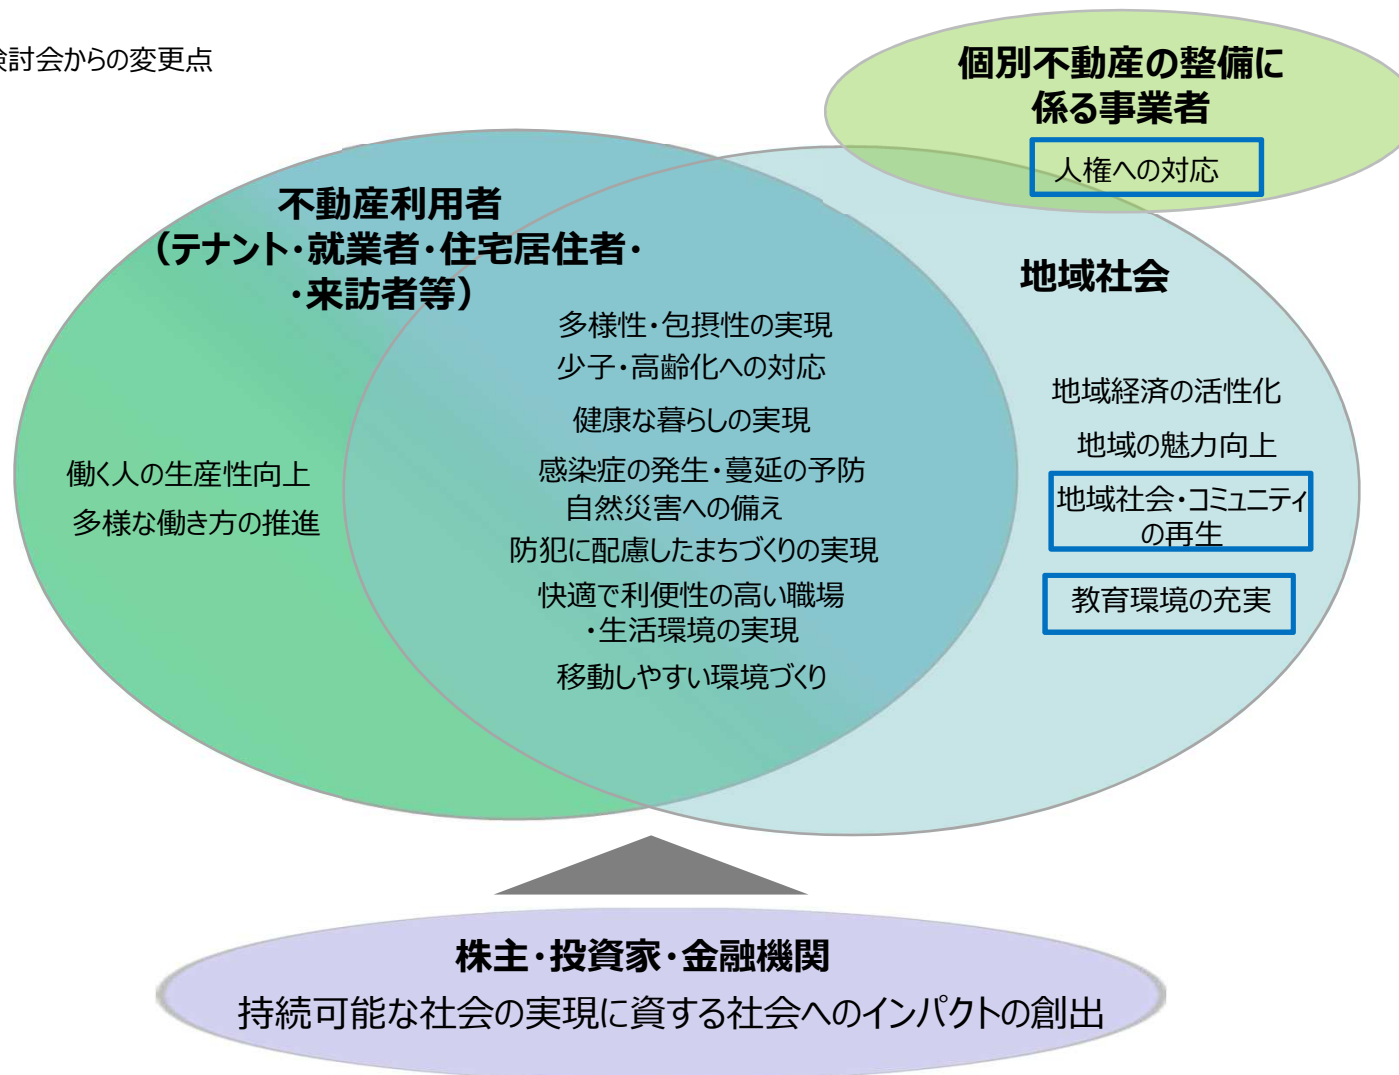 検討会からの変更点
個別不動産の整備に
係る事業者
人権への対応
不動産利用者
（テナント・就業者・住宅居住者・
・来訪者等）
地域社会
多様性・包摂性の実現
少子・高齢化への対応
健康な暮らしの実現
感染症の発生・蔓延の予防
自然災害への備え
防犯に配慮したまちづくりの実現
快適で利便性の高い職場
・生活環境の実現
移動しやすい環境づくり
働く人の生産性向上
多様な働き方の推進
地域経済の活性化
地域の魅力向上
地域社会・コミュニティ
の再生
教育環境の充実
株主・投資家・金融機関
持続可能な社会の実現に資する社会へのインパクトの創出